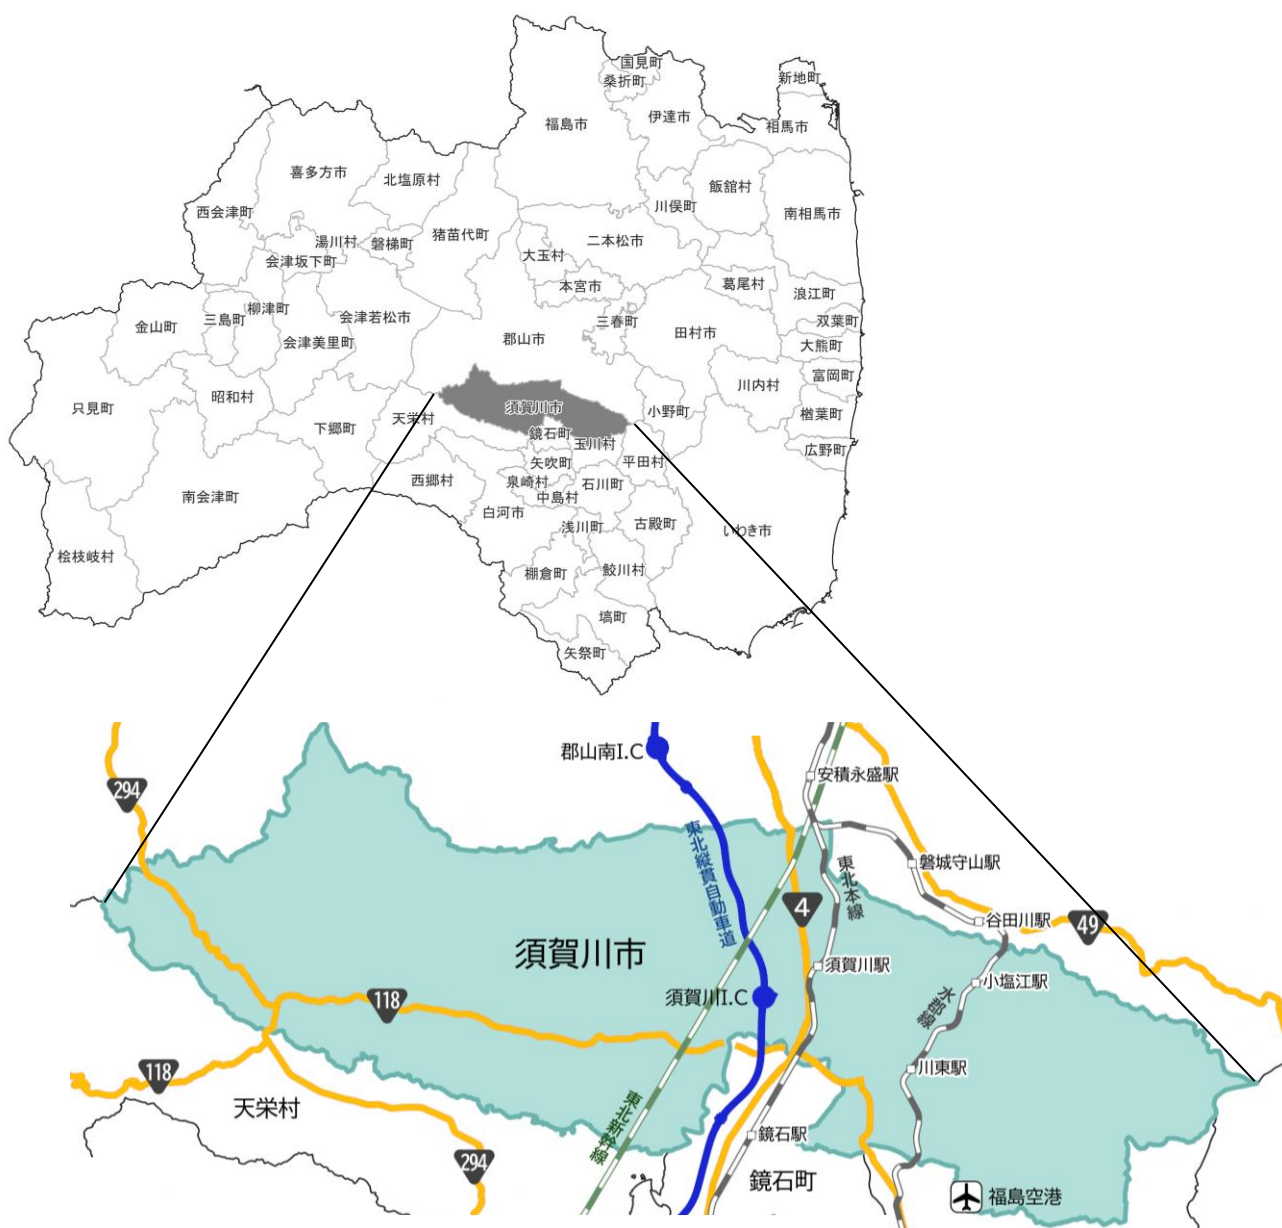 国見町
桑折町
新地町
福島市
伊達市
相馬市
喜多方市
北塩原村
飯舘村
西会津町
川俣町
南相馬市
湯川村
磐梯町
猪苗代町
二本松市
大玉村
会津坂下町
本宮市
葛尾村
浪江町
柳津町
三島町
金山町
会津若松市
三春町
双葉町
田村市
郡山市
会津美里町
大熊町
富岡町
川内村
昭和村
只見町
須賀川市
小野町
楢葉町
天栄村
下郷町
鏡石町
玉川村
広野町
矢吹町
平田村
西郷村
泉崎村
石川町
南会津町
中島村
白河市
浅川町
古殿町
いわき市
桧枝岐村
棚倉町
鮫川村
塙町
矢祭町
郡山南I.C
安積永盛駅
294
東北縦貫自動車道
東北本線
磐城守山駅
4
谷田川駅
49
須賀川市
須賀川駅
小塩江駅
須賀川I.C
118
水郡線
川東駅
118
天栄村
東北新幹線
鏡石駅
294
鏡石町
福島空港